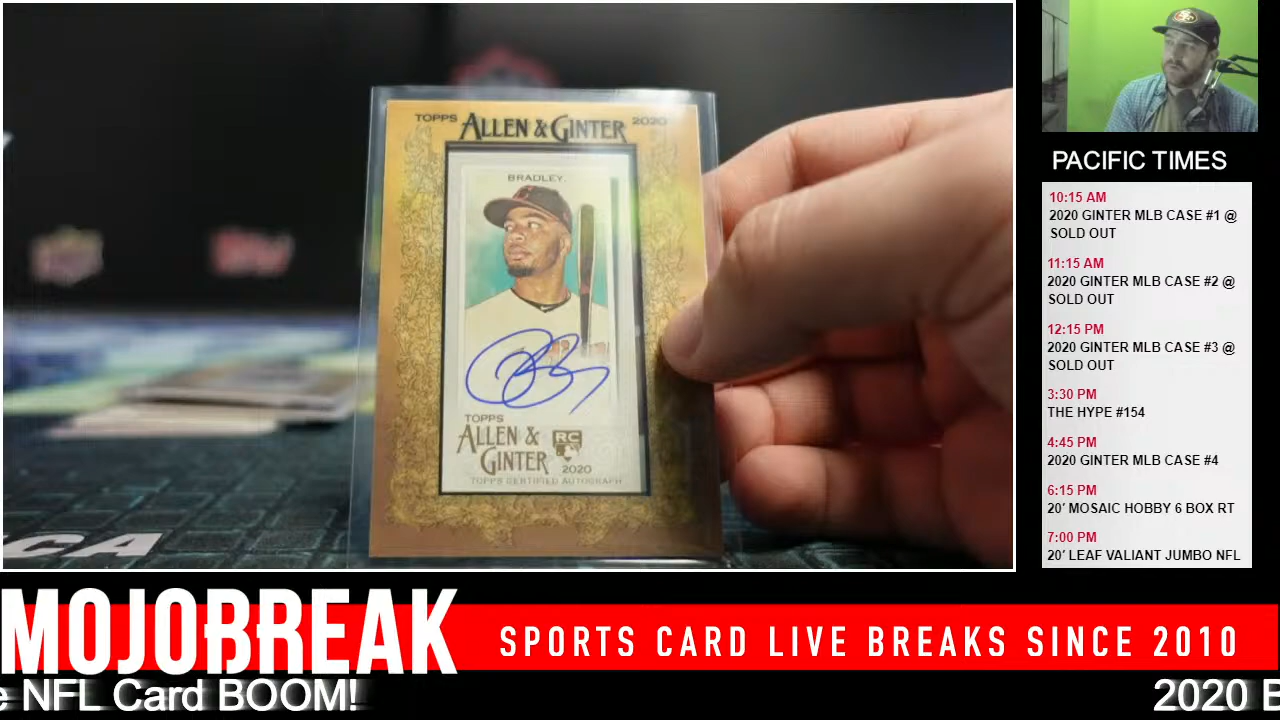 TOPPS ALLEN & GINTER 2020
BRADLEY
TOPPS
ALLEN &
GINTER
RC
2020
TOPPS CERTIFIED AUTOGRAPH
PACIFIC TIMES
10:15 AM
2020 GINTER MLB CASE #1 @
SOLD OUT
11:15 AM
2020 GINTER MLB CASE #2 @
SOLD OUT
12:15 PM
2020 GINTER MLB CASE #3 @
SOLD OUT
3:30 PM
THE HYPE #154
4:45 PM
2020 GINTER MLB CASE #4
6:15 PM
20' MOSAIC HOBBY 6 BOX RT
7:00 PM
20' LEAF VALIANT JUMBO NFL
MOJOBREAK
SPORTS CARD LIVE BREAKS SINCE 2010
e NFL Card BOOM!
2020 B